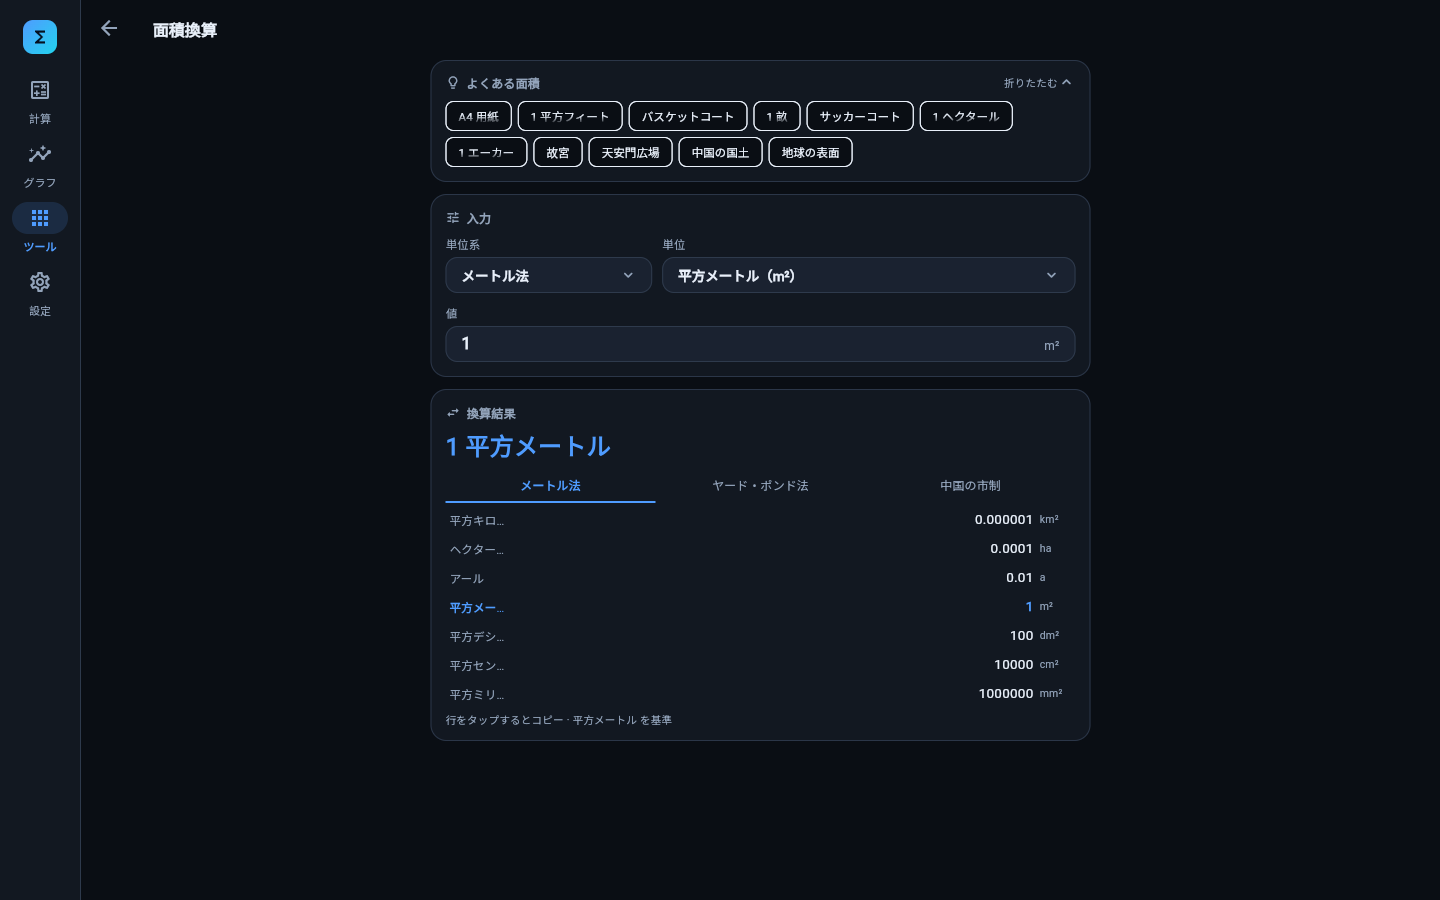 Σ
計算
グラフ
ツール
設定
面積換算
よくある面積
折りたたむ
A4 用紙
1 平方フィート
バスケットコート
1 畝
サッカーコート
1 ヘクタール
1 エーカー
故宮
天安門広場
中国の国土
地球の表面
入力
単位系
単位
メートル法
平方メートル（m²）
値
1 m²
換算結果
1 平方メートル
メートル法
ヤード・ポンド法
中国の市制
平方キロ... 0.000001 km²
ヘクター... 0.0001 ha
アール 0.01 a
平方メー... 1 m²
平方デシ... 100 dm²
平方セン... 10000 cm²
平方ミリ... 1000000 mm²
行をタップするとコピー · 平方メートル を基準